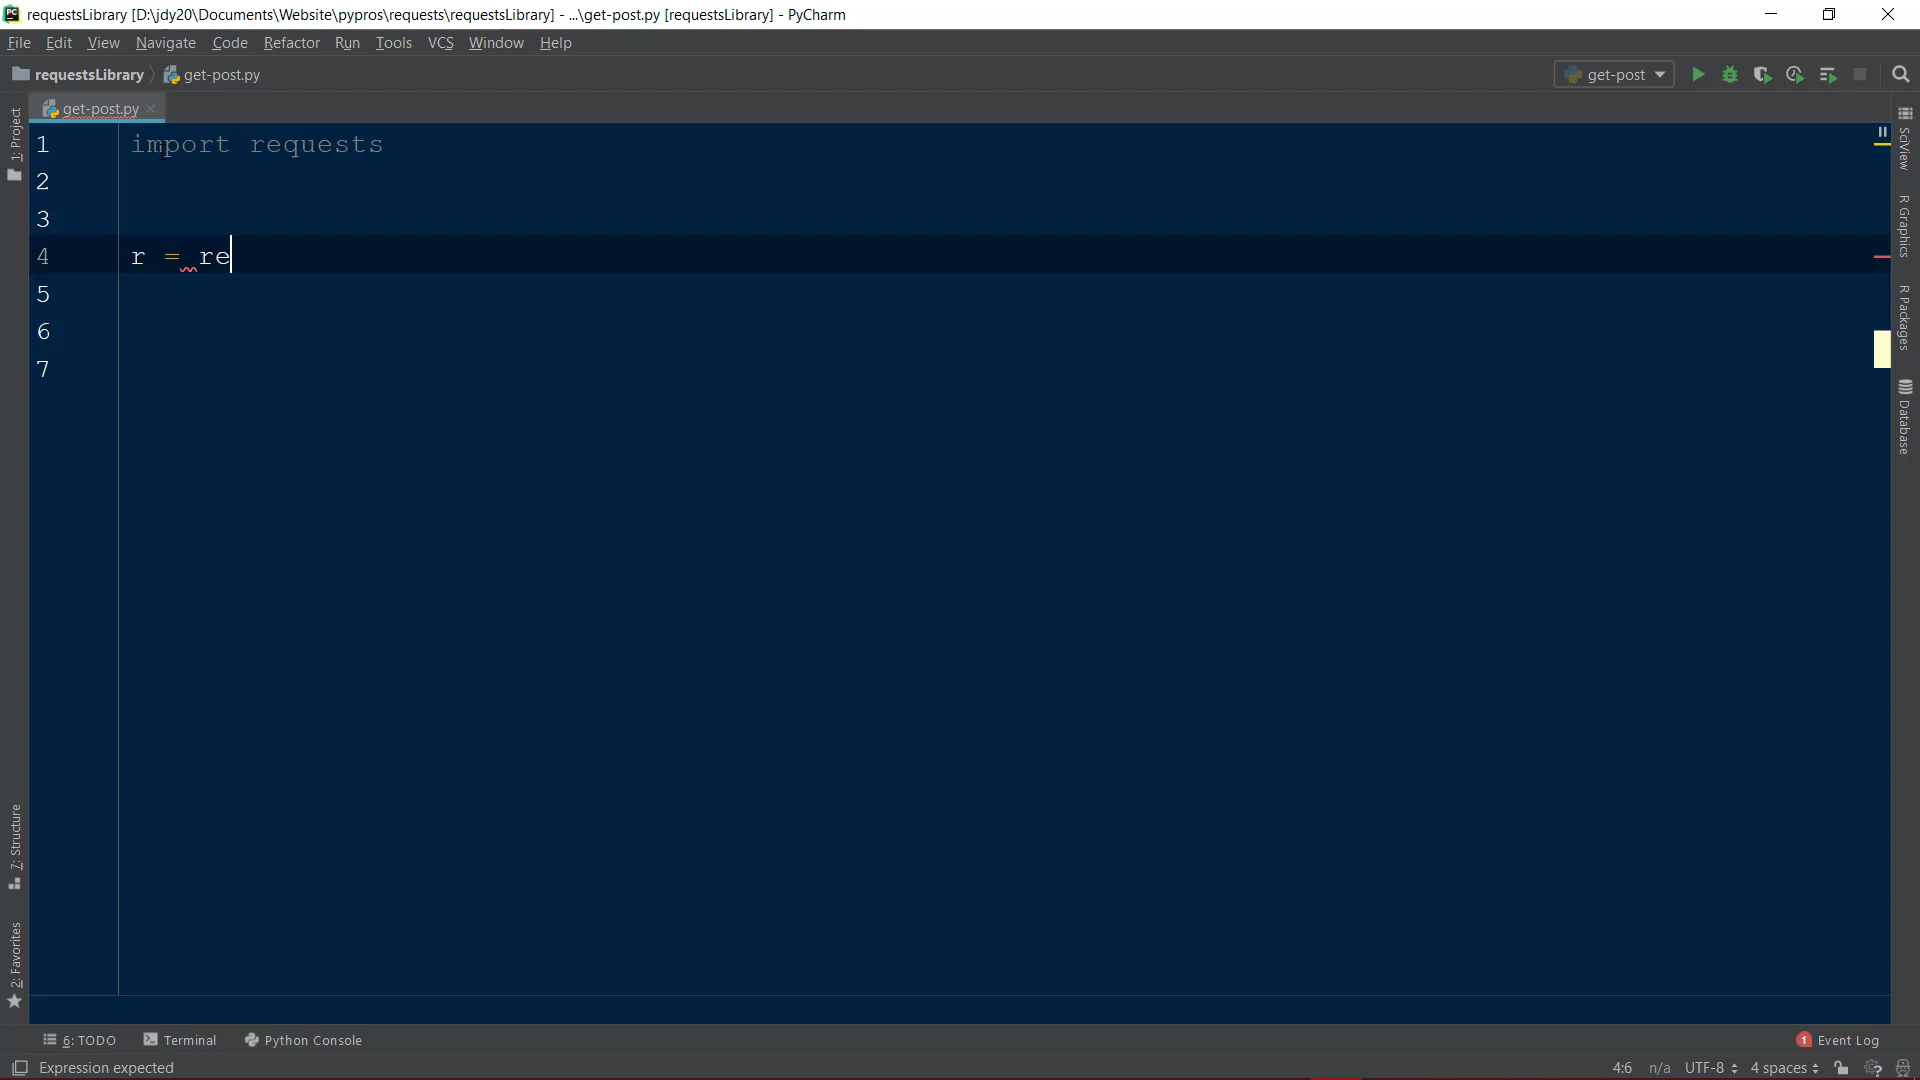 requestsLibrary [D:\jdy20\Documents\Website\pypros\requests\requestsLibrary] - ...\get-post.py [requestsLibrary] - PyCharm
File Edit View Navigate Code Refactor Run Tools VCS Window Help
requestsLibrary get-post.py get-post
get-post.py
1: Project
1 import requests
2
3
4 r = re
5
6
7
SciView
R Graphics
R Packages
Database
7: Structure
2: Favorites
6: TODO Terminal Python Console 1 Event Log
Expression expected 4:6 n/a UTF-8 4 spaces